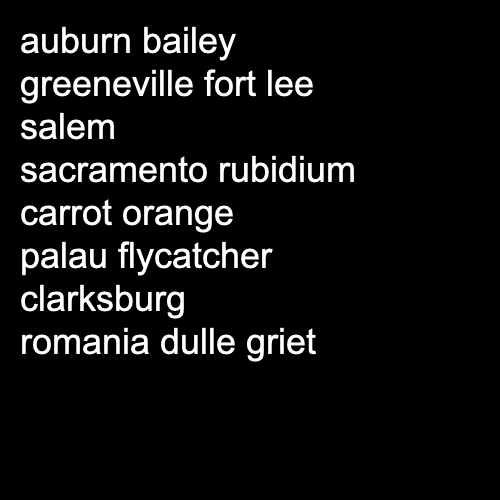 auburn bailey
greeneville fort lee
salem
sacramento rubidium
carrot orange
palau flycatcher
clarksburg
romania dulle griet